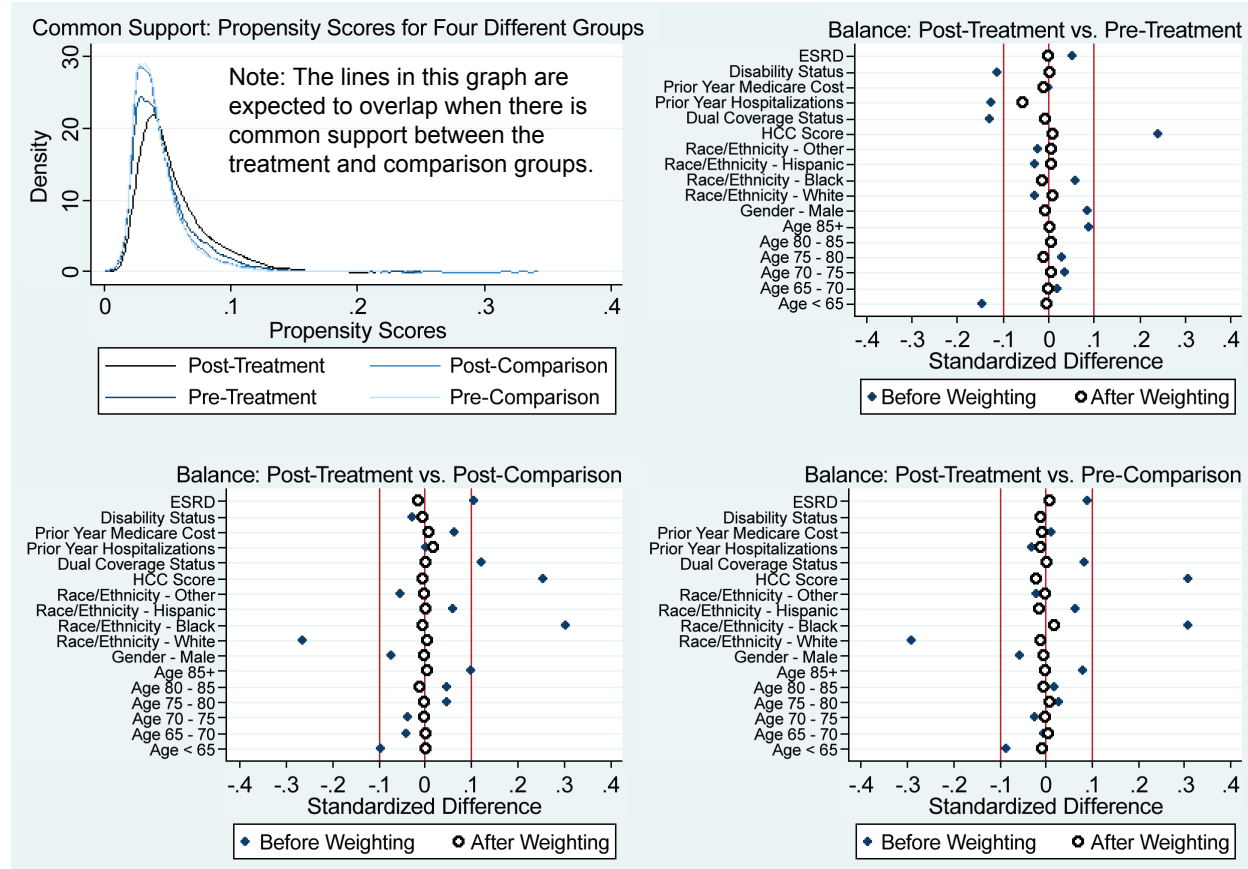 Common Support: Propensity Scores for Four Different Groups
Note: The lines in this graph are
expected to overlap when there is
common support between the
treatment and comparison groups.
Density
30
20
10
0
0 .1 .2 .3 .4
Propensity Scores
Post-Treatment Post-Comparison
Pre-Treatment Pre-Comparison
Balance: Post-Treatment vs. Pre-Treatment
ESRD
Disability Status
Prior Year Medicare Cost
Prior Year Hospitalizations
Dual Coverage Status
HCC Score
Race/Ethnicity - Other
Race/Ethnicity - Hispanic
Race/Ethnicity - Black
Race/Ethnicity - White
Gender - Male
Age 85+
Age 80 - 85
Age 75 - 80
Age 70 - 75
Age 65 - 70
Age < 65
-.4 -.3 -.2 -.1 0 .1 .2 .3 .4
Standardized Difference
Before Weighting After Weighting
Balance: Post-Treatment vs. Post-Comparison
ESRD
Disability Status
Prior Year Medicare Cost
Prior Year Hospitalizations
Dual Coverage Status
HCC Score
Race/Ethnicity - Other
Race/Ethnicity - Hispanic
Race/Ethnicity - Black
Race/Ethnicity - White
Gender - Male
Age 85+
Age 80 - 85
Age 75 - 80
Age 70 - 75
Age 65 - 70
Age < 65
-.4 -.3 -.2 -.1 0 .1 .2 .3 .4
Standardized Difference
Before Weighting After Weighting
Balance: Post-Treatment vs. Pre-Comparison
ESRD
Disability Status
Prior Year Medicare Cost
Prior Year Hospitalizations
Dual Coverage Status
HCC Score
Race/Ethnicity - Other
Race/Ethnicity - Hispanic
Race/Ethnicity - Black
Race/Ethnicity - White
Gender - Male
Age 85+
Age 80 - 85
Age 75 - 80
Age 70 - 75
Age 65 - 70
Age < 65
-.4 -.3 -.2 -.1 0 .1 .2 .3 .4
Standardized Difference
Before Weighting After Weighting